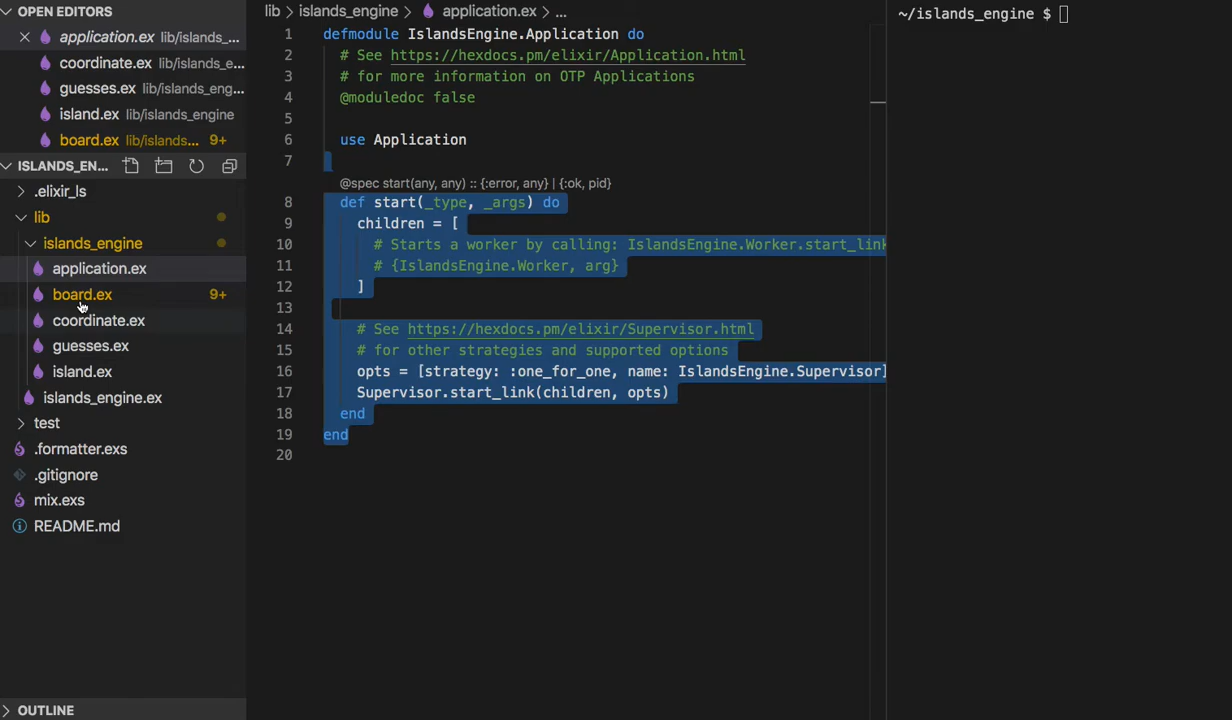 OPEN EDITORS
application.ex lib/islands_...
coordinate.ex lib/islands_e...
guesses.ex lib/islands_eng...
island.ex lib/islands_engine
board.ex lib/islands... 9+
ISLANDS_EN...
.elixir_ls
lib
islands_engine
application.ex
board.ex 9+
coordinate.ex
guesses.ex
island.ex
islands_engine.ex
test
.formatter.exs
.gitignore
mix.exs
README.md
OUTLINE
lib > islands_engine > application.ex > ...
1 defmodule IslandsEngine.Application do
2 # See https://hexdocs.pm/elixir/Application.html
3 # for more information on OTP Applications
4 @moduledoc false
5
6 use Application
7
@spec start(any, any) :: {:error, any} | {:ok, pid}
8 def start(_type, _args) do
9 children = [
10 # Starts a worker by calling: IslandsEngine.Worker.start_link
11 # {IslandsEngine.Worker, arg}
12 ]
13
14 # See https://hexdocs.pm/elixir/Supervisor.html
15 # for other strategies and supported options
16 opts = [strategy: :one_for_one, name: IslandsEngine.Supervisor]
17 Supervisor.start_link(children, opts)
18 end
19 end
20
~/islands_engine $